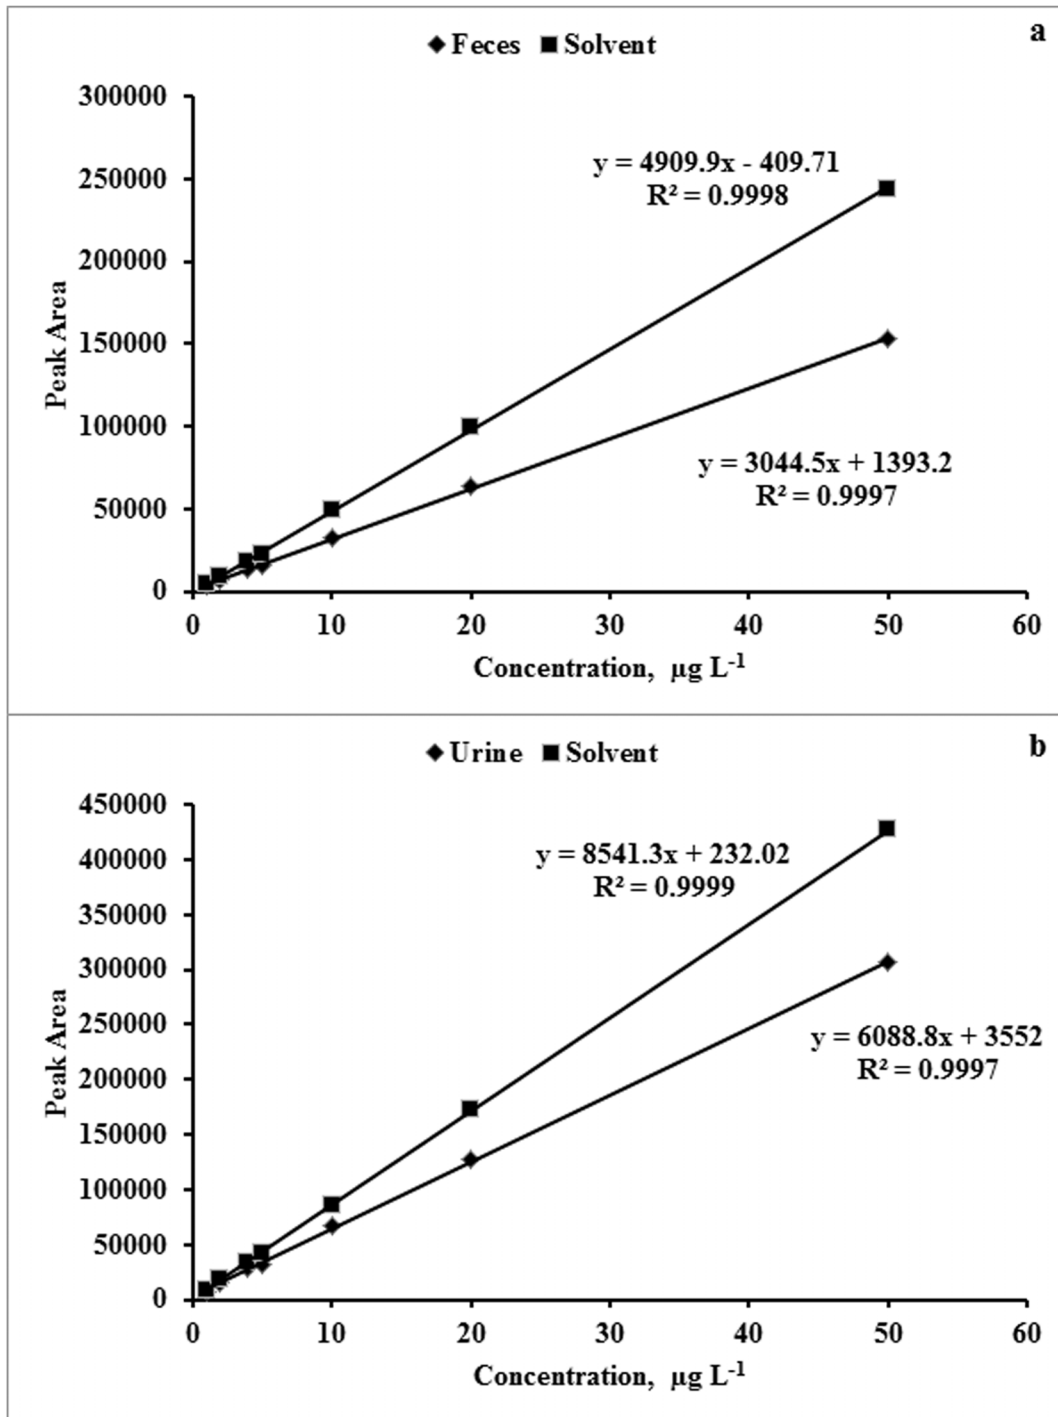 a
Feces Solvent
300000
250000
200000
150000
100000
50000
0
Peak Area
y = 4909.9x - 409.71
R² = 0.9998
y = 3044.5x + 1393.2
R² = 0.9997
0 10 20 30 40 50 60
Concentration, µg L⁻¹
b
Urine Solvent
450000
400000
350000
300000
250000
200000
150000
100000
50000
0
Peak Area
y = 8541.3x + 232.02
R² = 0.9999
y = 6088.8x + 3552
R² = 0.9997
0 10 20 30 40 50 60
Concentration, µg L⁻¹